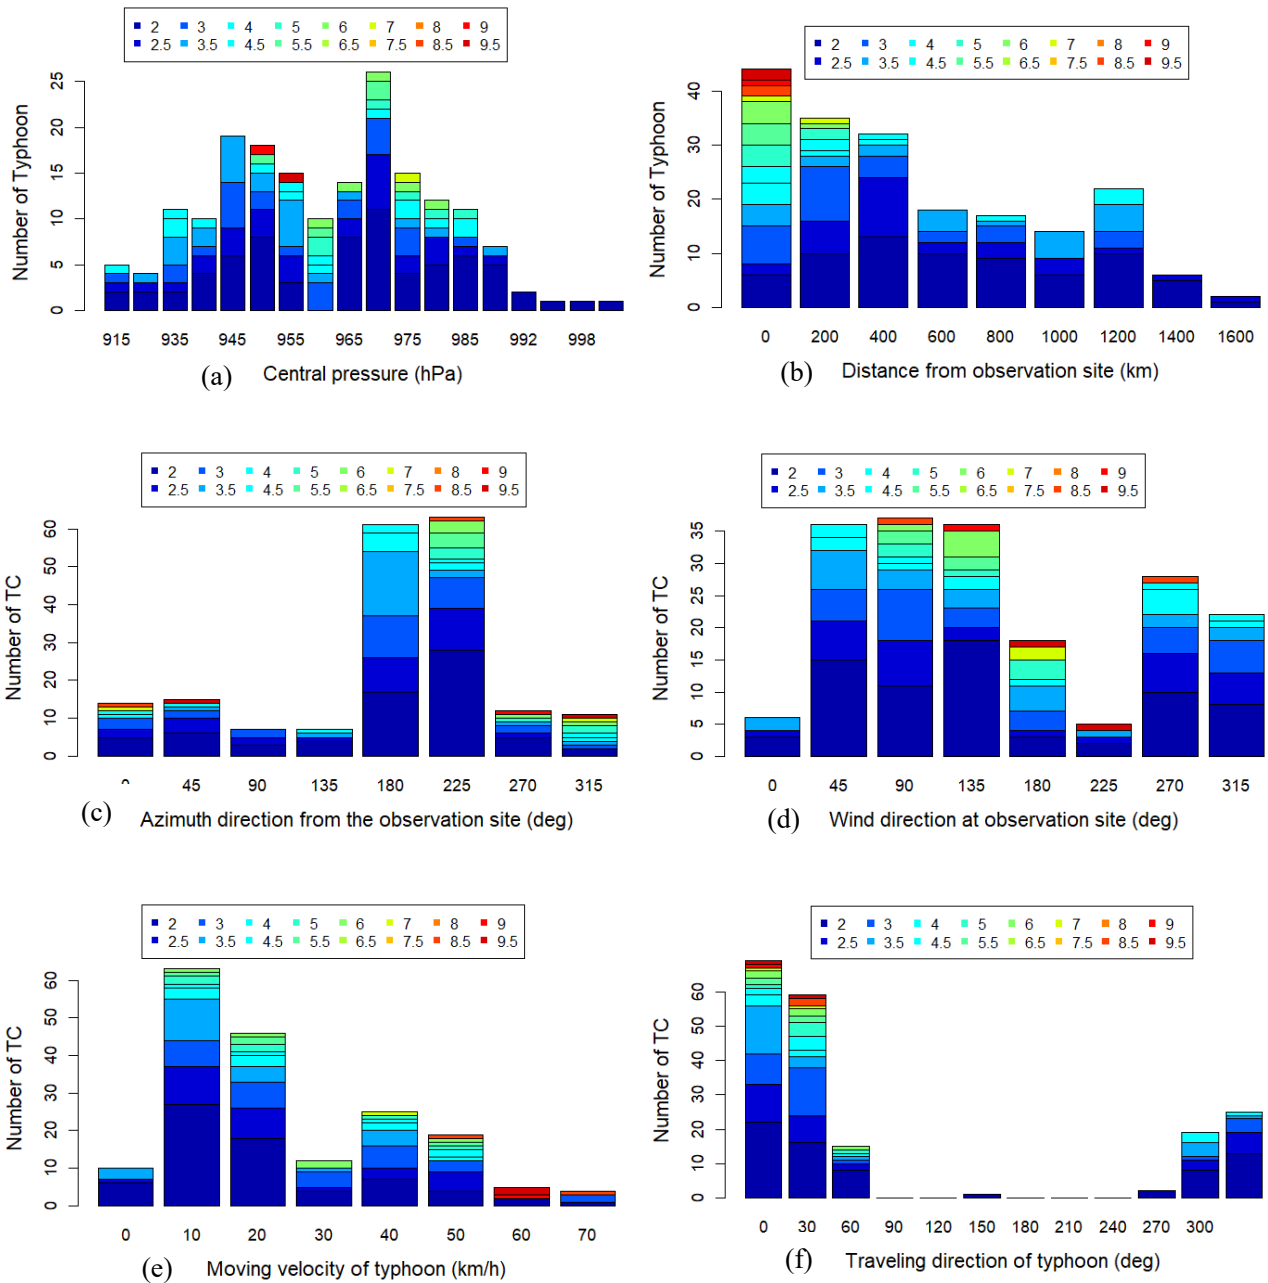 2 3 4 5 6 7 8 9
2.5 3.5 4.5 5.5 6.5 7.5 8.5 9.5
Number of Typhoon
0 5 10 15 20 25
915 935 945 955 965 975 985 992 998
(a) Central pressure (hPa)
2 3 4 5 6 7 8 9
2.5 3.5 4.5 5.5 6.5 7.5 8.5 9.5
Number of Typhoon
0 10 20 30 40
0 200 400 600 800 1000 1200 1400 1600
(b) Distance from observation site (km)
2 3 4 5 6 7 8 9
2.5 3.5 4.5 5.5 6.5 7.5 8.5 9.5
Number of TC
0 10 20 30 40 50 60
45 90 135 180 225 270 315
(c) Azimuth direction from the observation site (deg)
2 3 4 5 6 7 8 9
2.5 3.5 4.5 5.5 6.5 7.5 8.5 9.5
Number of TC
0 5 10 15 20 25 30 35
0 45 90 135 180 225 270 315
(d) Wind direction at observation site (deg)
2 3 4 5 6 7 8 9
2.5 3.5 4.5 5.5 6.5 7.5 8.5 9.5
Number of TC
0 10 20 30 40 50 60
0 10 20 30 40 50 60 70
(e) Moving velocity of typhoon (km/h)
2 3 4 5 6 7 8 9
2.5 3.5 4.5 5.5 6.5 7.5 8.5 9.5
Number of TC
0 10 20 30 40 50 60
0 30 60 90 120 150 180 210 240 270 300
(f) Traveling direction of typhoon (deg)